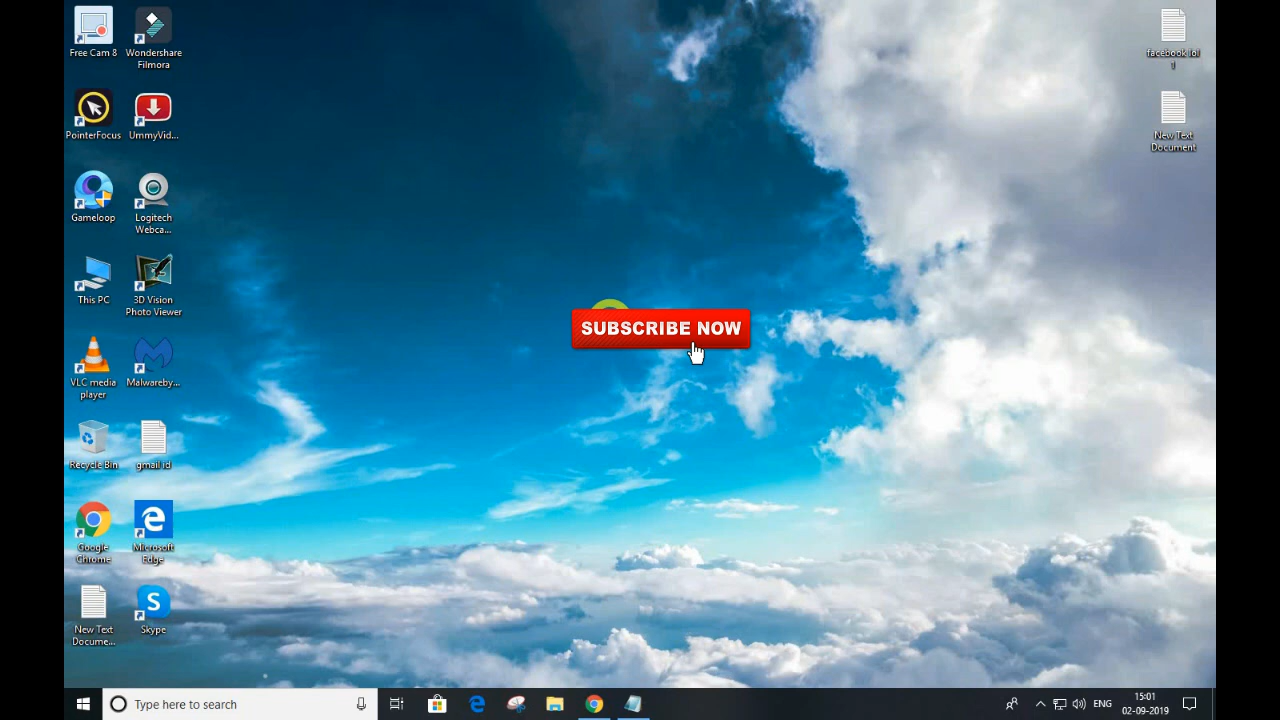 Free Cam 8
Wondershare
Filmora
PointerFocus
UmmyVid...
Gameloop
Logitech
Webca...
This PC
3D Vision
Photo Viewer
VLC media
player
Malwareby...
Recycle Bin
gmail id
Google
Chrome
Microsoft
Edge
New Text
Docume...
Skype
SUBSCRIBE NOW
facebook lol
1
New Text
Document
Type here to search
ENG
15:01
02-09-2019